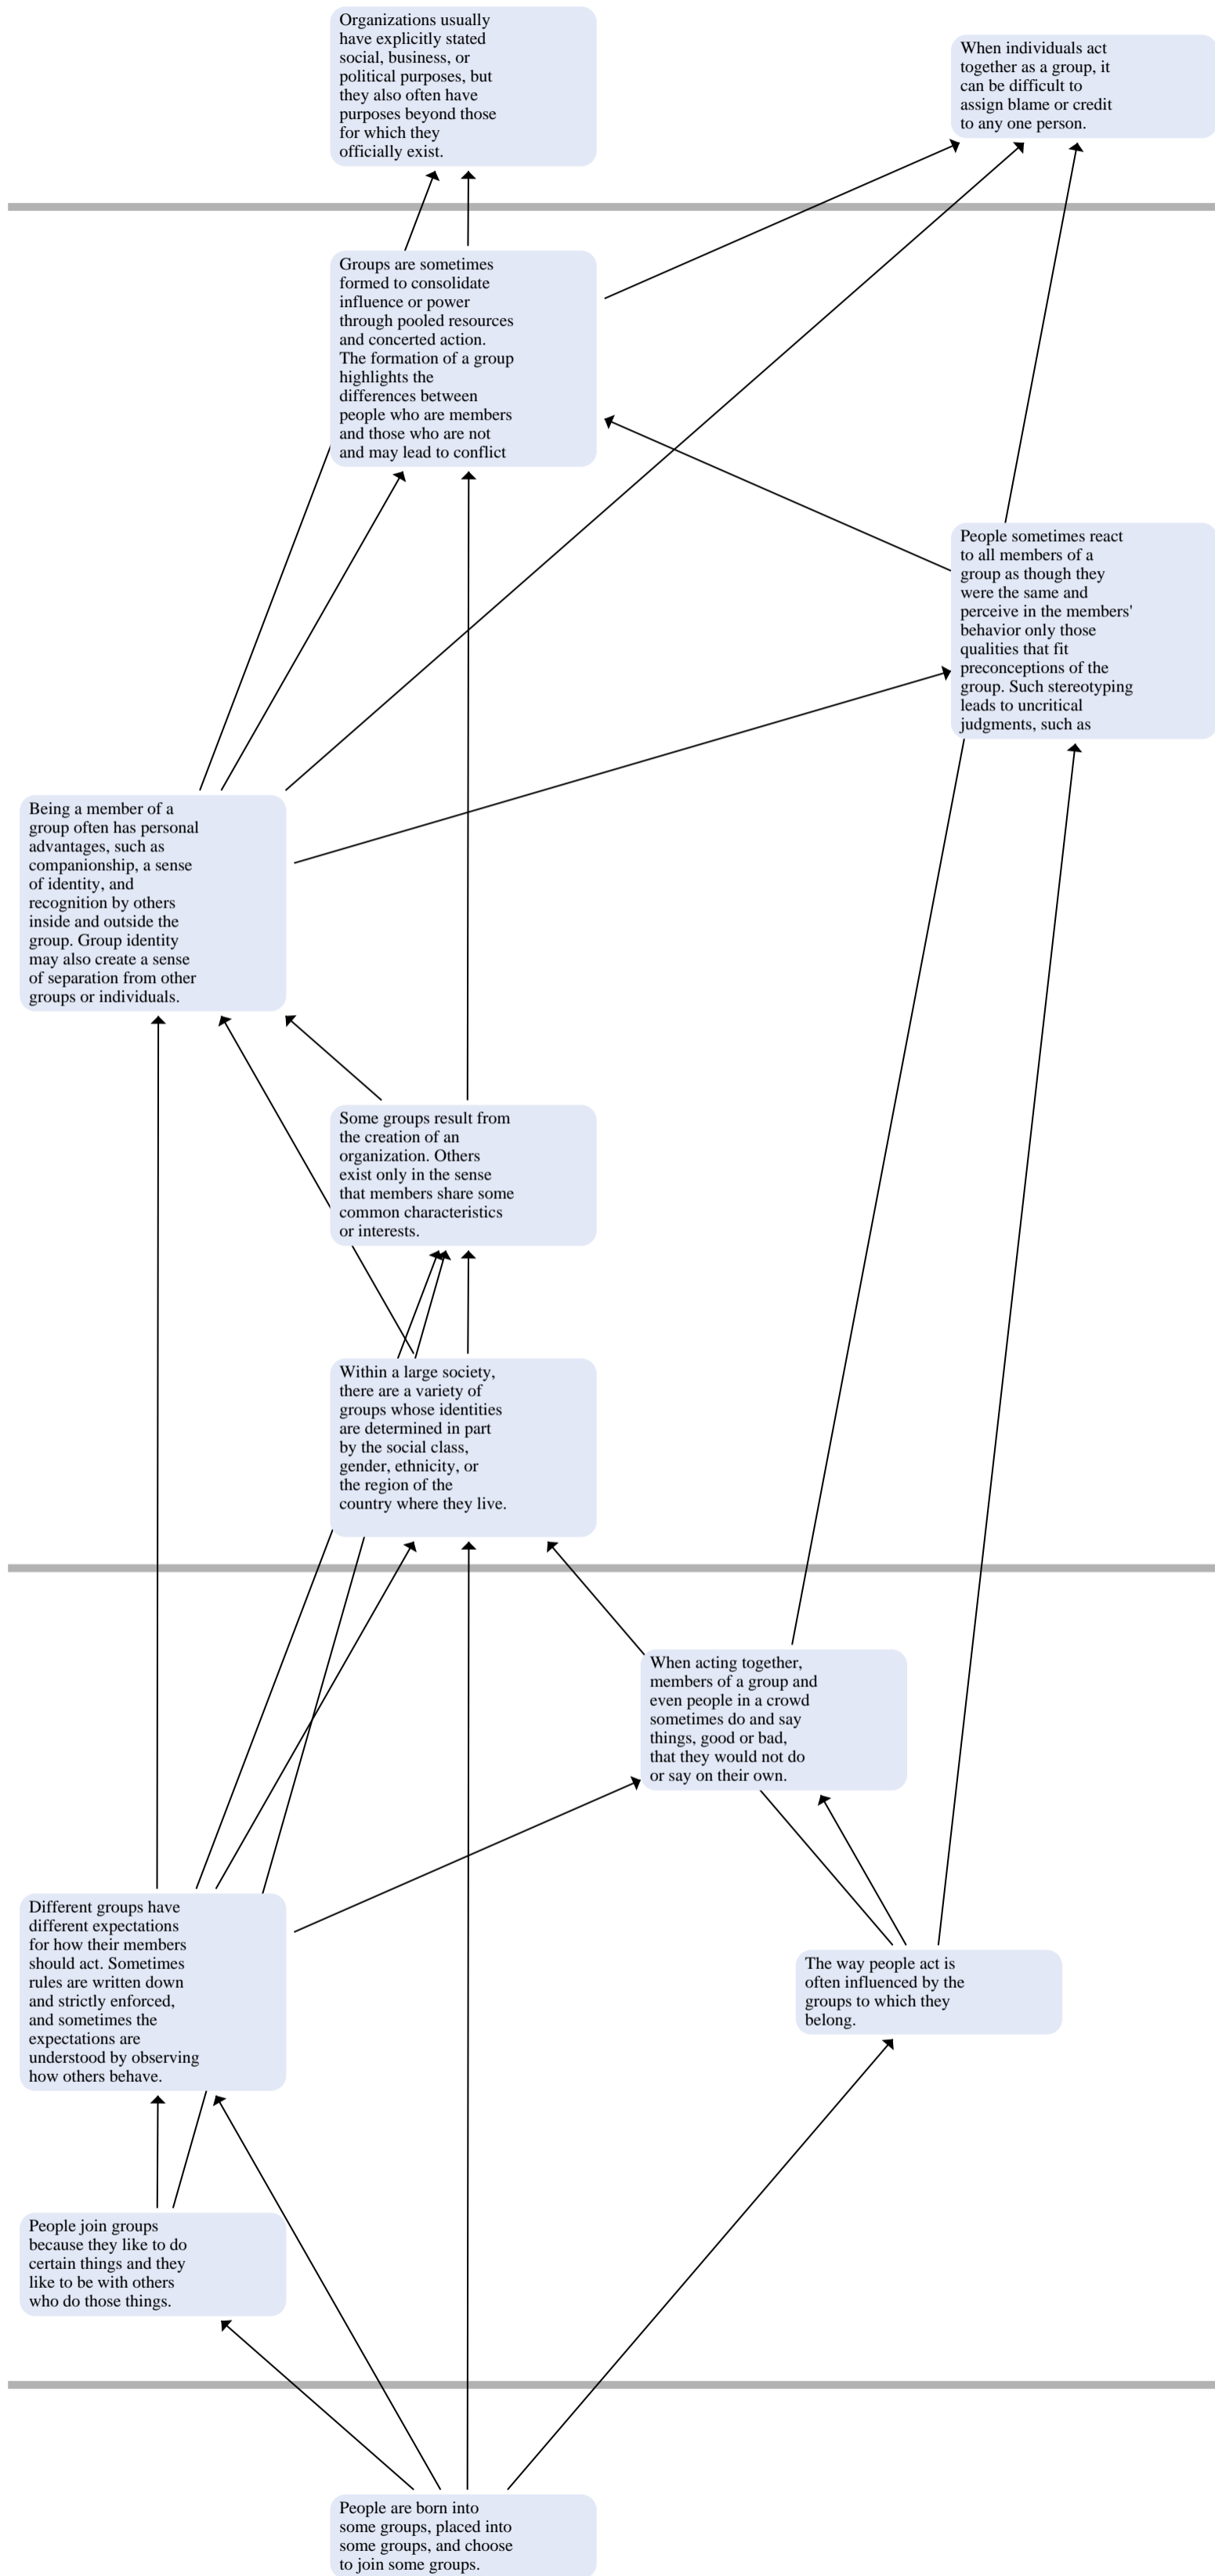 Organizations usually
have explicitly stated
social, business, or
political purposes, but
they also often have
purposes beyond those
for which they
officially exist.
When individuals act
together as a group, it
can be difficult to
assign blame or credit
to any one person.
Groups are sometimes
formed to consolidate
influence or power
through pooled resources
and concerted action.
The formation of a group
highlights the
differences between
people who are members
and those who are not
and may lead to conflict
People sometimes react
to all members of a
group as though they
were the same and
perceive in the members'
behavior only those
qualities that fit
preconceptions of the
group. Such stereotyping
leads to uncritical
judgments, such as
Being a member of a
group often has personal
advantages, such as
companionship, a sense
of identity, and
recognition by others
inside and outside the
group. Group identity
may also create a sense
of separation from other
groups or individuals.
Some groups result from
the creation of an
organization. Others
exist only in the sense
that members share some
common characteristics
or interests.
Within a large society,
there are a variety of
groups whose identities
are determined in part
by the social class,
gender, ethnicity, or
the region of the
country where they live.
When acting together,
members of a group and
even people in a crowd
sometimes do and say
things, good or bad,
that they would not do
or say on their own.
Different groups have
different expectations
for how their members
should act. Sometimes
rules are written down
and strictly enforced,
and sometimes the
expectations are
understood by observing
how others behave.
The way people act is
often influenced by the
groups to which they
belong.
People join groups
because they like to do
certain things and they
like to be with others
who do those things.
People are born into
some groups, placed into
some groups, and choose
to join some groups.